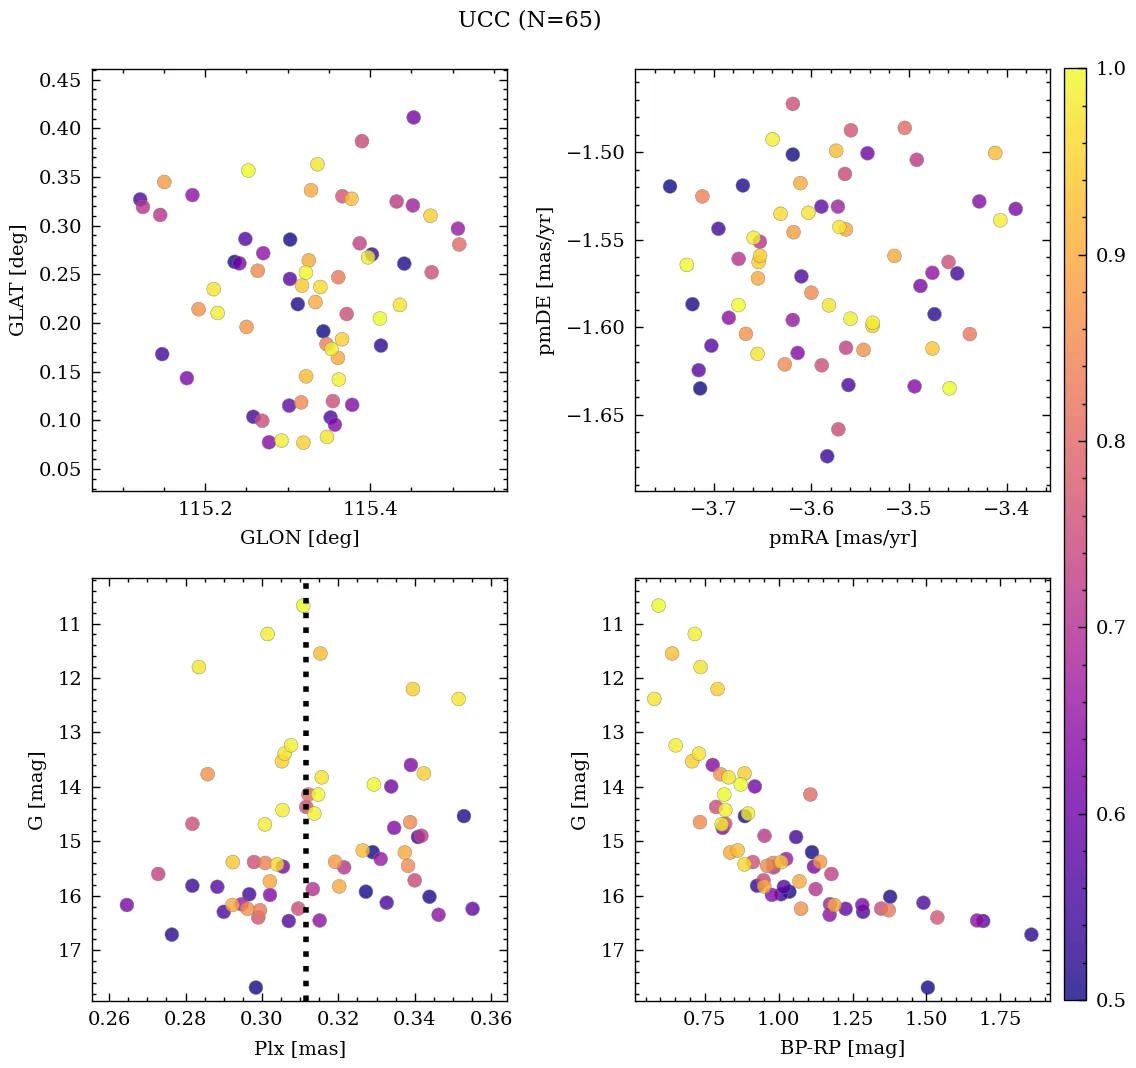 UCC (N=65)
0.45
0.40
0.35
0.30
0.25
0.20
0.15
0.10
0.05
GLAT [deg]
115.2 115.4
GLON [deg]
−1.50
−1.55
−1.60
−1.65
pmDE [mas/yr]
−3.7 −3.6 −3.5 −3.4
pmRA [mas/yr]
1.0
0.9
0.8
0.7
0.6
0.5
11
12
13
14
15
16
17
G [mag]
0.26 0.28 0.30 0.32 0.34 0.36
Plx [mas]
11
12
13
14
15
16
17
G [mag]
0.75 1.00 1.25 1.50 1.75
BP-RP [mag]